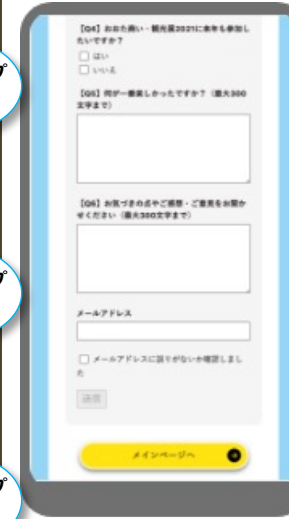 【Q4】おおた商い・観光展2021に来年も参加し
たいですか？
はい
いいえ
【Q5】何が一番楽しかったですか？（最大300
文字まで）
【Q6】お気づきの点やご感想・ご意見をお聞か
せください（最大300文字まで）
メールアドレス
メールアドレスに誤りがないか確認しまし
た
送信
メインページへ
プ
プ
プ